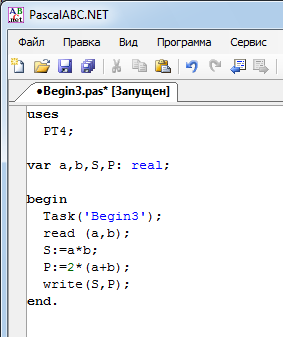 PascalABC.NET
Файл Правка Вид Программа Сервис
●Begin3.pas* [Запущен]
uses
PT4;
var a,b,S,P: real;
begin
Task('Begin3');
read (a,b);
S:=a*b;
P:=2*(a+b);
write(S,P);
end.